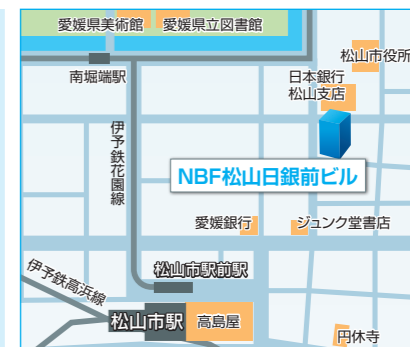 愛媛県美術館
愛媛県立図書館
松山市役所
南堀端駅
日本銀行
松山支店
伊予鉄花園線
NBF松山日銀前ビル
愛媛銀行
ジュンク堂書店
伊予鉄高浜線
松山市駅前駅
松山市駅
高島屋
円休寺